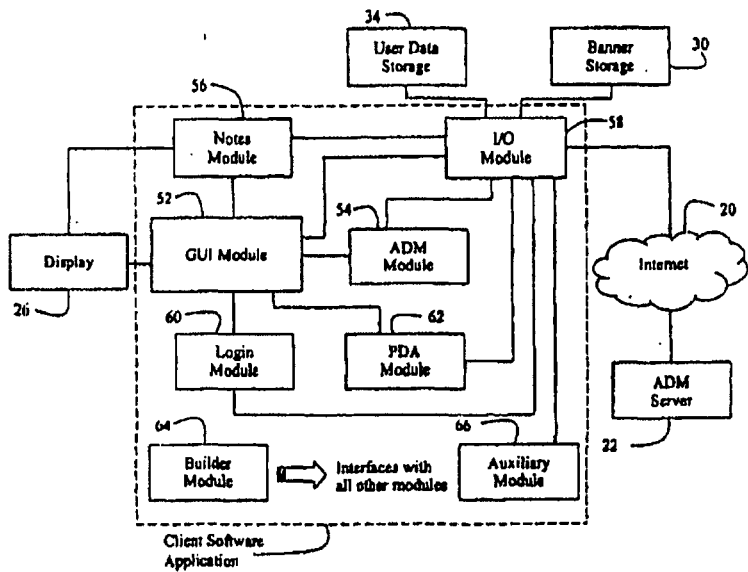 34
User Data
Storage
Banner
Storage
30
56
Notes
Module
I/O
Module
58
52
GUI Module
54
ADM
Module
20
Internet
Display
26
60
Login
Module
62
PDA
Module
ADM
Server
22
64
Builder
Module
Interfaces with
all other modules
66
Auxiliary
Module
Client Software
Application